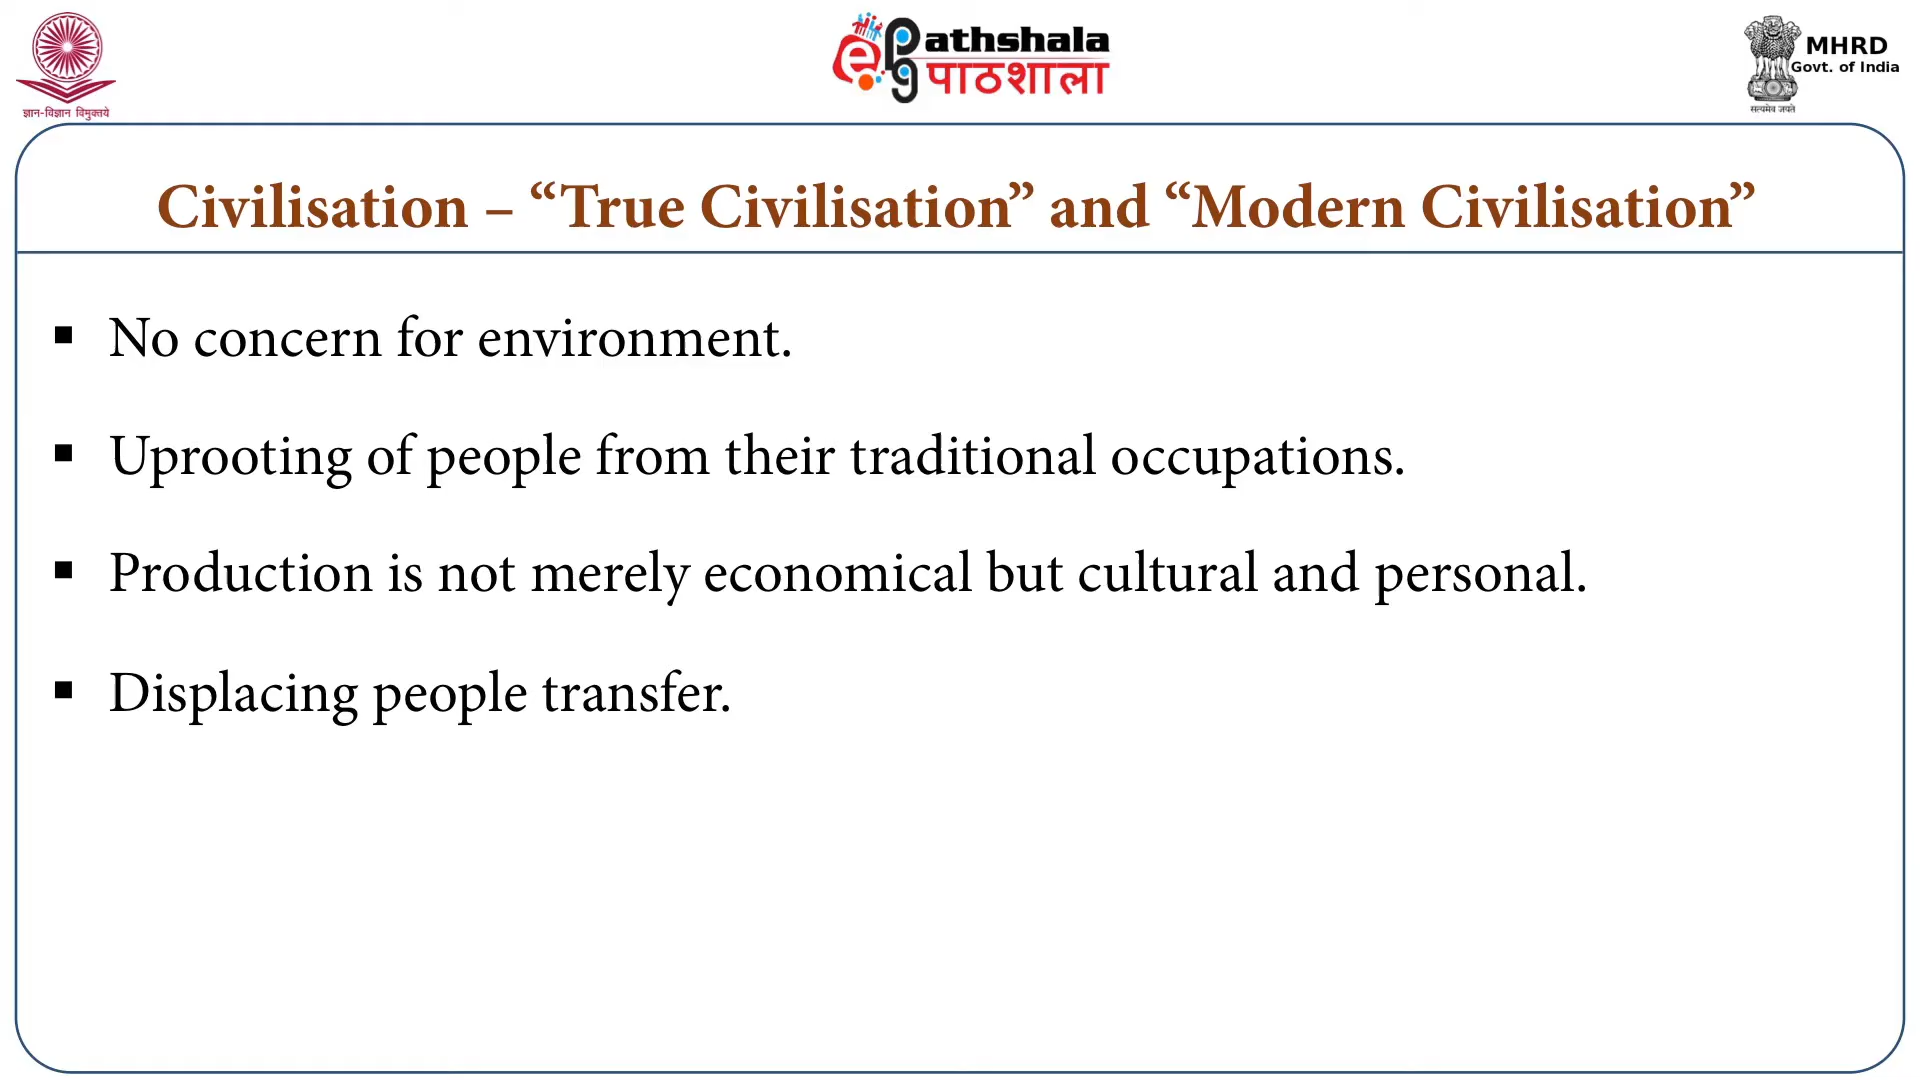 ज्ञान-विज्ञान विमुक्तये
e Pathshala
pg पाठशाला
MHRD
Govt. of India
सत्यमेव जयते
Civilisation – “True Civilisation” and “Modern Civilisation”
▪ No concern for environment.
▪ Uprooting of people from their traditional occupations.
▪ Production is not merely economical but cultural and personal.
▪ Displacing people transfer.